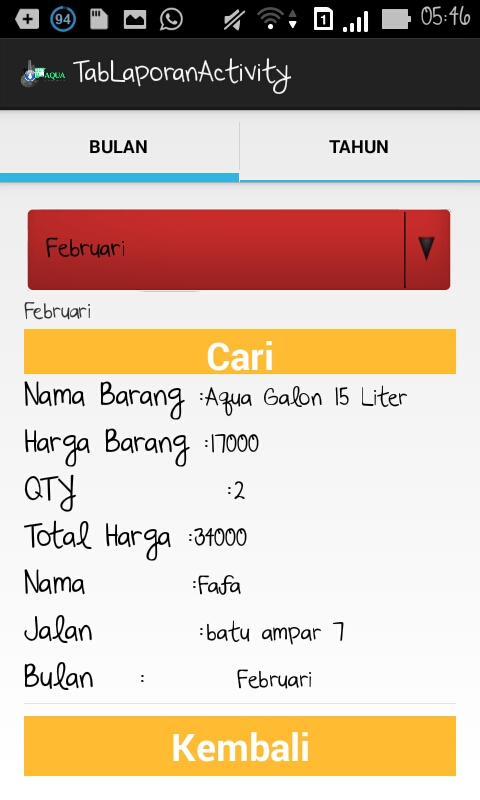 94 1 05:46
AQUA TabLaporanActivity
BULAN TAHUN
Februari
Februari
Cari
Nama Barang :Aqua Galon 15 Liter
Harga Barang :17000
QTY :2
Total Harga :34000
Nama :Fafa
Jalan :batu ampar 7
Bulan : Februari
Kembali